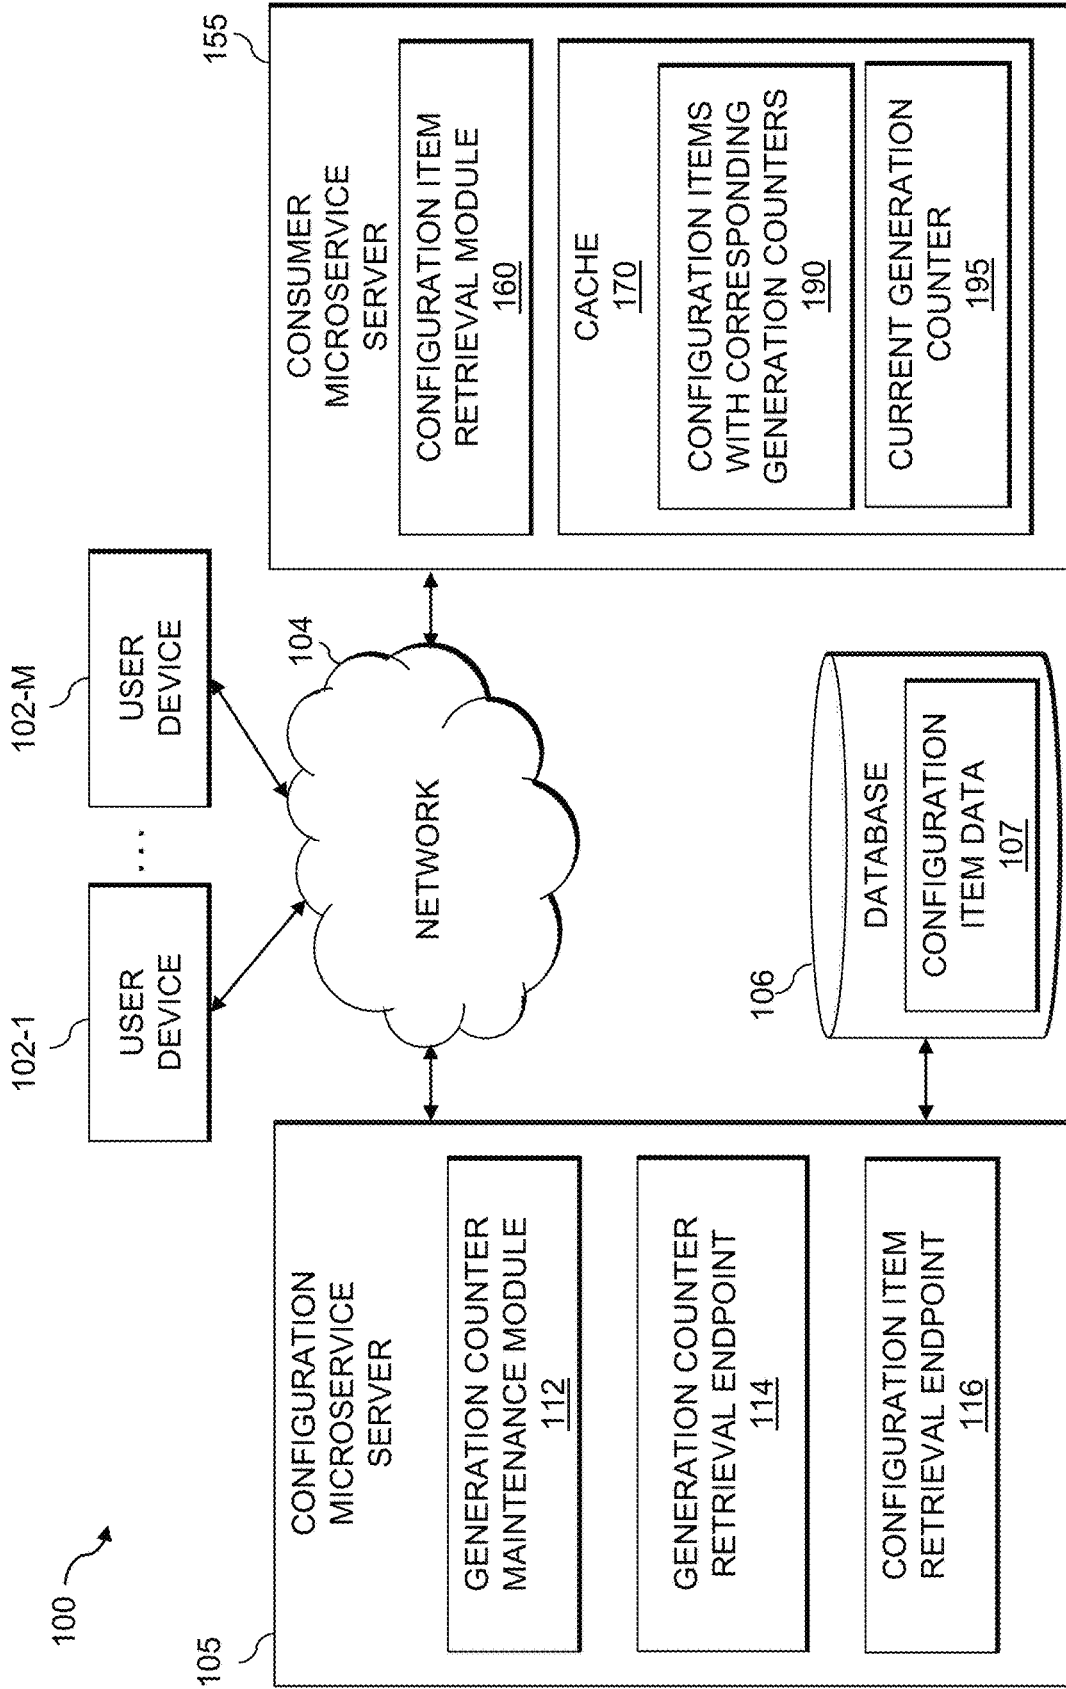 100
102-1
USER
DEVICE
...
102-M
USER
DEVICE
105
CONFIGURATION
MICROSERVICE
SERVER
GENERATION COUNTER
MAINTENANCE MODULE
112
GENERATION COUNTER
RETRIEVAL ENDPOINT
114
CONFIGURATION ITEM
RETRIEVAL ENDPOINT
116
104
NETWORK
106
DATABASE
CONFIGURATION
ITEM DATA
107
155
CONSUMER
MICROSERVICE
SERVER
CONFIGURATION ITEM
RETRIEVAL MODULE
160
CACHE
170
CONFIGURATION ITEMS
WITH CORRESPONDING
GENERATION COUNTERS
190
CURRENT GENERATION
COUNTER
195